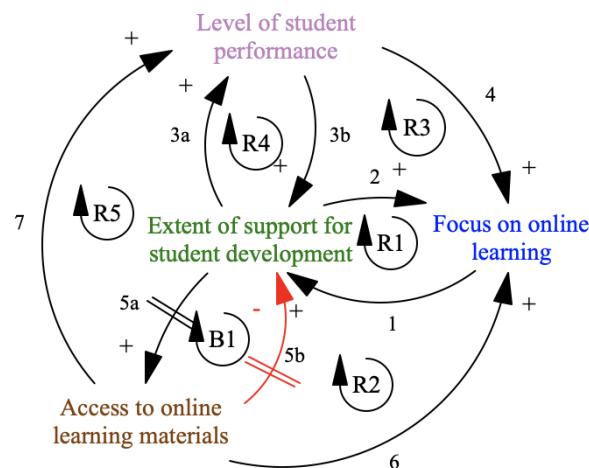 Level of student
performance
+
+
4
3a
R4
3b
R3
+
+
2
+
7
R5
Extent of support for
student development
R1
Focus on online
learning
5a
-
+
+
1
+
B1
5b
R2
Access to online
learning materials
6